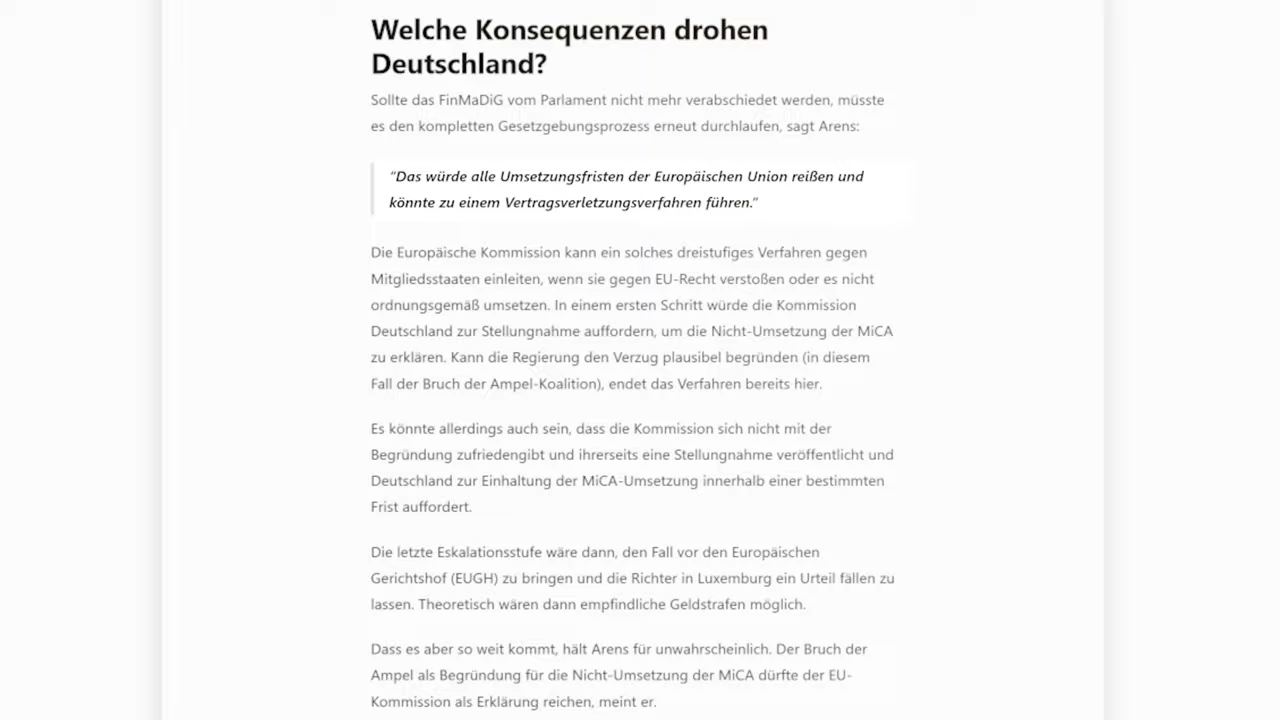 Welche Konsequenzen drohen
Deutschland?
Sollte das FinMaDiG vom Parlament nicht mehr verabschiedet werden, müsste
es den kompletten Gesetzgebungsprozess erneut durchlaufen, sagt Arens:
"Das würde alle Umsetzungsfristen der Europäischen Union reißen und
könnte zu einem Vertragsverletzungsverfahren führen."
Die Europäische Kommission kann ein solches dreistufiges Verfahren gegen
Mitgliedsstaaten einleiten, wenn sie gegen EU-Recht verstoßen oder es nicht
ordnungsgemäß umsetzen. In einem ersten Schritt würde die Kommission
Deutschland zur Stellungnahme auffordern, um die Nicht-Umsetzung der MiCA
zu erklären. Kann die Regierung den Verzug plausibel begründen (in diesem
Fall der Bruch der Ampel-Koalition), endet das Verfahren bereits hier.
Es könnte allerdings auch sein, dass die Kommission sich nicht mit der
Begründung zufriedengibt und ihrerseits eine Stellungnahme veröffentlicht und
Deutschland zur Einhaltung der MiCA-Umsetzung innerhalb einer bestimmten
Frist auffordert.
Die letzte Eskalationsstufe wäre dann, den Fall vor den Europäischen
Gerichtshof (EUGH) zu bringen und die Richter in Luxemburg ein Urteil fällen zu
lassen. Theoretisch wären dann empfindliche Geldstrafen möglich.
Dass es aber so weit kommt, hält Arens für unwahrscheinlich. Der Bruch der
Ampel als Begründung für die Nicht-Umsetzung der MiCA dürfte der EU-
Kommission als Erklärung reichen, meint er.